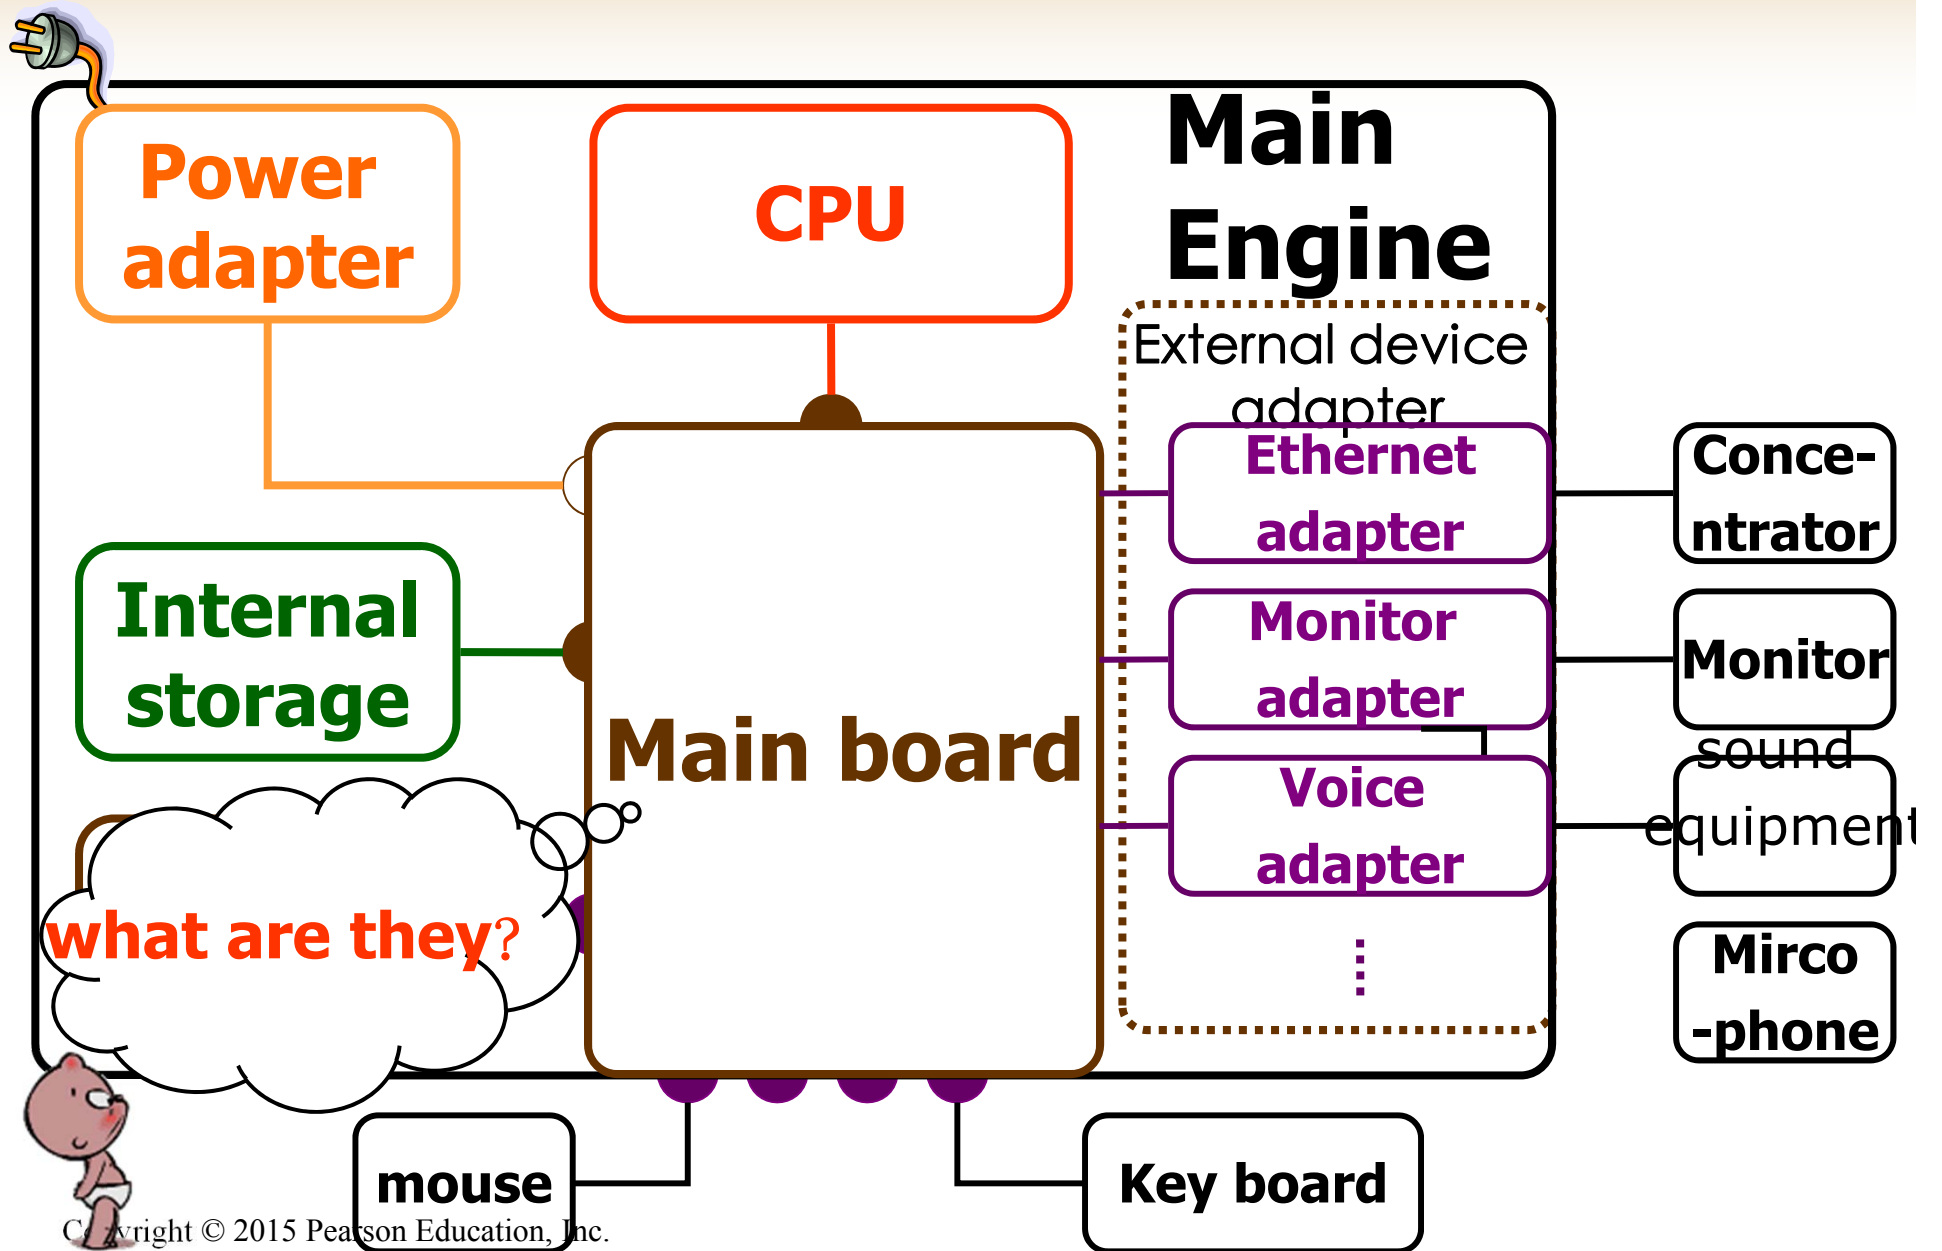 Main
Engine
Power
adapter
CPU
External device
adapter
Ethernet
adapter
Conce-
ntrator
Internal
storage
Monitor
adapter
Monitor
Main board
sound
equipment
Voice
adapter
what are they?
Mirco
-phone
mouse
Key board
Copyright © 2015 Pearson Education, Inc.